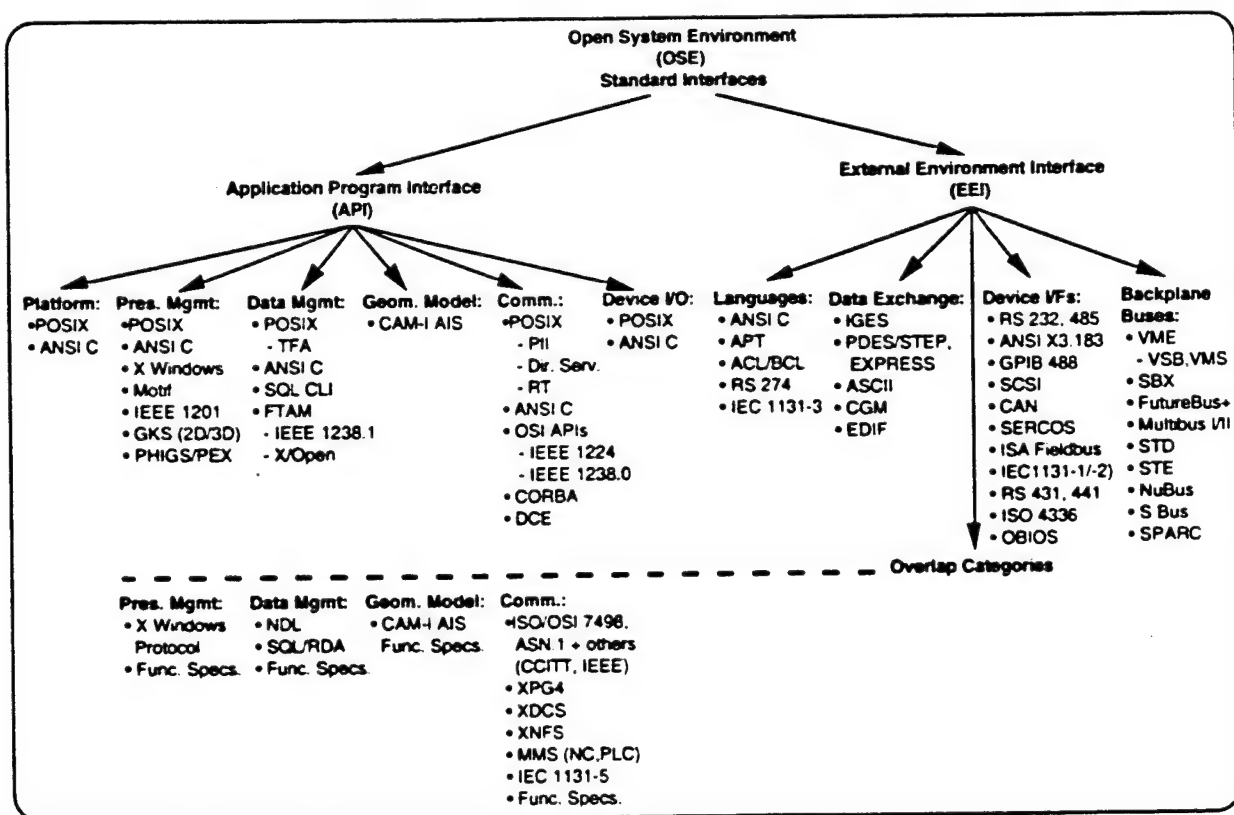 Open System Environment
(OSE)
Standard Interfaces
Application Program Interface
(API)
External Environment Interface
(EEI)
Platform:
•POSIX
• ANSI C
Pres. Mgmt:
•POSIX
• ANSI C
• X Windows
• Motif
• IEEE 1201
• GKS (2D/3D)
• PHIGS/PEX
Data Mgmt:
• POSIX
- TFA
• ANSI C
• SQL CLI
• FTAM
- IEEE 1238.1
- X/Open
Geom. Model:
• CAM-I AIS
Comm.:
•POSIX
- PII
- Dir. Serv.
- RT
• ANSI C
• OSI APIs
- IEEE 1224
- IEEE 1238.0
• CORBA
• DCE
Device I/O:
• POSIX
• ANSI C
Languages:
• ANSI C
• APT
• ACL/BCL
• RS 274
• IEC 1131-3
Data Exchange:
• IGES
• PDES/STEP,
EXPRESS
• ASCII
• CGM
• EDIF
Device I/Fs:
• RS 232, 485
• ANSI X3.183
• GPIB 488
• SCSI
• CAN
• SERCOS
• ISA Fieldbus
• IEC1131-1/-2)
• RS 431, 441
• ISO 4336
• OBIOS
Backplane
Buses:
• VME
- VSB,VMS
• SBX
• FutureBus+
• Multibus I/II
• STD
• STE
• NuBus
• S Bus
• SPARC
Overlap Categories
Pres. Mgmt:
• X Windows
Protocol
• Func. Specs.
Data Mgmt:
• NDL
• SQL/RDA
• Func. Specs.
Geom. Model:
• CAM-I AIS
Func. Specs.
Comm.:
•ISO/OSI 7498,
ASN.1 + others
(CCITT, IEEE)
• XPG4
• XDCS
• XNFS
• MMS (NC,PLC)
• IEC 1131-5
• Func. Specs.